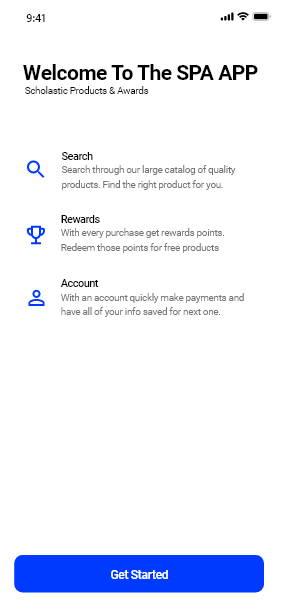 9:41
Welcome To The SPA APP
Scholastic Products & Awards
Search
Search through our large catalog of quality
products. Find the right product for you.
Rewards
With every purchase get rewards points.
Redeem those points for free products
Account
With an account quickly make payments and
have all of your info saved for next one.
Get Started